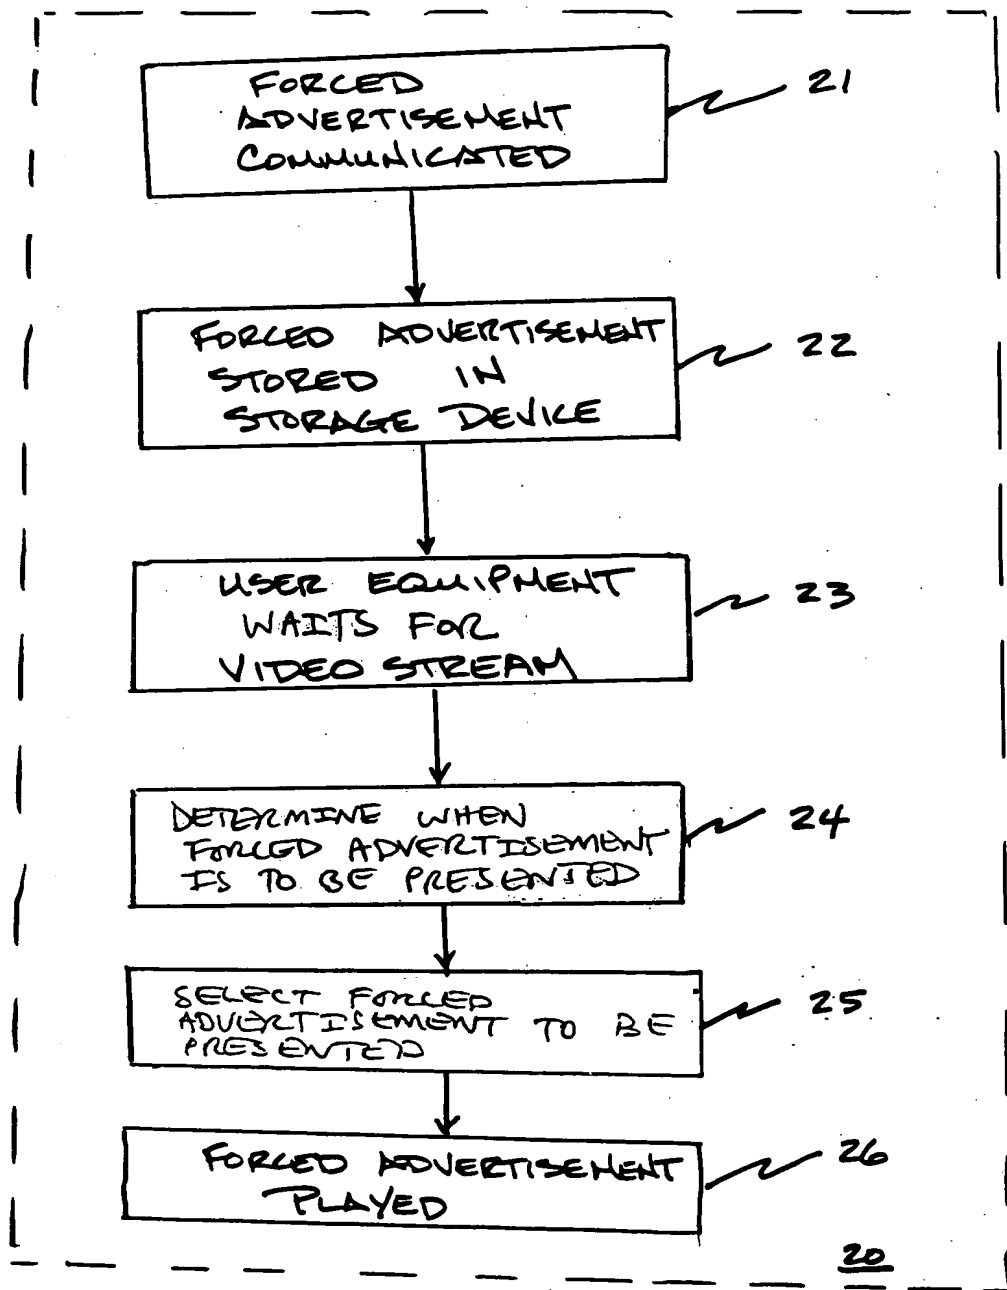 FORCED
ADVERTISEMENT
COMMUNICATED
21
FORCED ADVERTISEMENT
STORED IN
STORAGE DEVICE
22
USER EQUIPMENT
WAITS FOR
VIDEO STREAM
23
DETERMINE WHEN
FORCED ADVERTISEMENT
IS TO BE PRESENTED
24
SELECT FORCED
ADVERTISEMENT TO BE
PRESENTED
25
FORCED ADVERTISEMENT
PLAYED
26
20